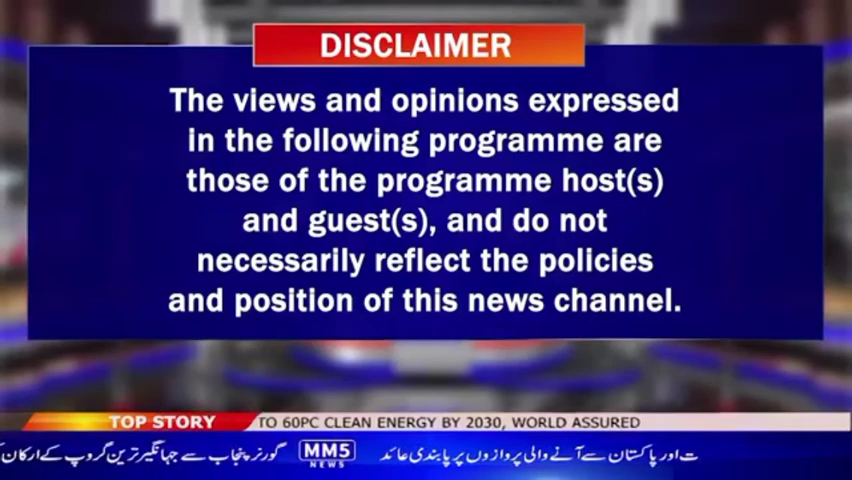 DISCLAIMER
The views and opinions expressed
in the following programme are
those of the programme host(s)
and guest(s), and do not
necessarily reflect the policies
and position of this news channel.
TOP STORY
TO 60PC CLEAN ENERGY BY 2030, WORLD ASSURED
ت اور پاکستان سے آنے والی پروازوں پر پابندی عائد
MM5
NEWS
گورنر پنجاب سے جہانگیر ترین گروپ کے ارکان